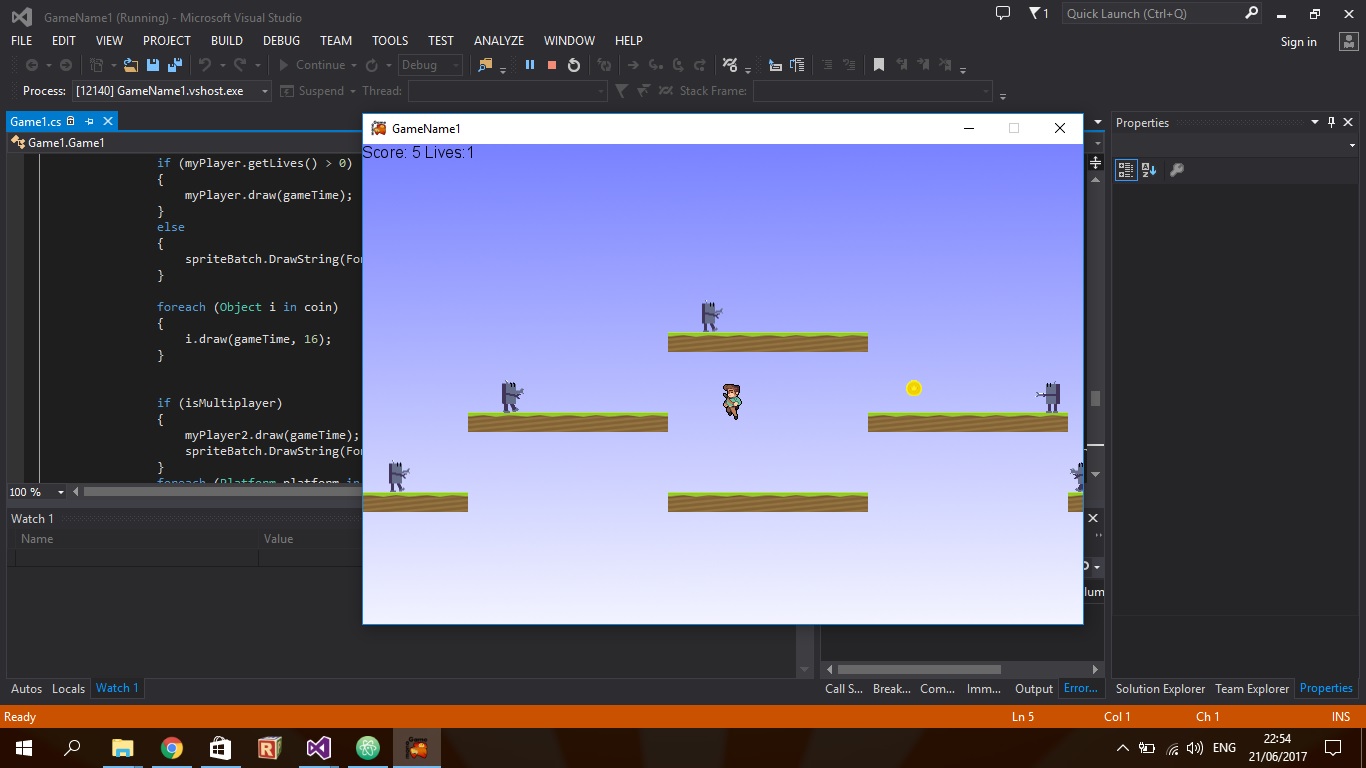 GameName1 (Running) - Microsoft Visual Studio
1
Quick Launch (Ctrl+Q)
FILE EDIT VIEW PROJECT BUILD DEBUG TEAM TOOLS TEST ANALYZE WINDOW HELP
Sign in
Continue
Debug
Process: [12140] GameName1.vshost.exe
Suspend
Thread:
Stack Frame:
Game1.cs
Game1.Game1
if (myPlayer.getLives() > 0)
{
myPlayer.draw(gameTime);
}
else
{
spriteBatch.DrawString(Fo
}
foreach (Object i in coin)
{
i.draw(gameTime, 16);
}
if (isMultiplayer)
{
myPlayer2.draw(gameTime);
spriteBatch.DrawString(Fo
}
foreach (Platform platform in
100 %
GameName1
Score: 5 Lives:1
Properties
Watch 1
Name Value
lum
Autos Locals Watch 1
Call S... Break... Com... Imm... Output Error...
Solution Explorer Team Explorer Properties
Ready
Ln 5 Col 1 Ch 1 INS
ENG
22:54
21/06/2017